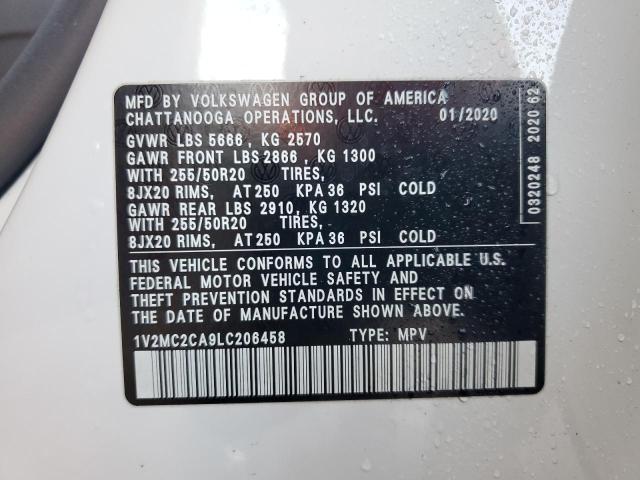 MFD BY VOLKSWAGEN GROUP OF AMERICA
CHATTANOOGA OPERATIONS, LLC. 01/2020
GVWR LBS 5666 , KG 2570
GAWR FRONT LBS 2866 , KG 1300
WITH 255/50R20 TIRES,
8JX20 RIMS, AT 250 KPA 36 PSI COLD
GAWR REAR LBS 2910, KG 1320
WITH 255/50R20 TIRES,
8JX20 RIMS, AT 250 KPA 36 PSI COLD
THIS VEHICLE CONFORMS TO ALL APPLICABLE U.S.
FEDERAL MOTOR VEHICLE SAFETY AND
THEFT PREVENTION STANDARDS IN EFFECT ON
THE DATE OF MANUFACTURE SHOWN ABOVE.
1V2MC2CA9LC206458 TYPE: MPV
0320248 2020 62